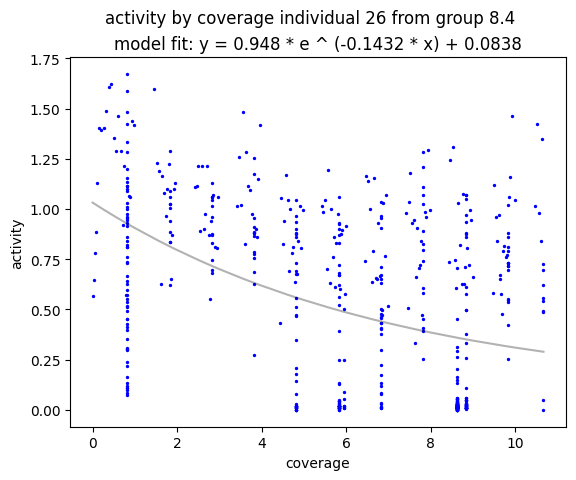 activity by coverage individual 26 from group 8.4
model fit: y = 0.948 * e ^ (-0.1432 * x) + 0.0838
1.75
1.50
1.25
1.00
0.75
0.50
0.25
0.00
activity
0 2 4 6 8 10
coverage